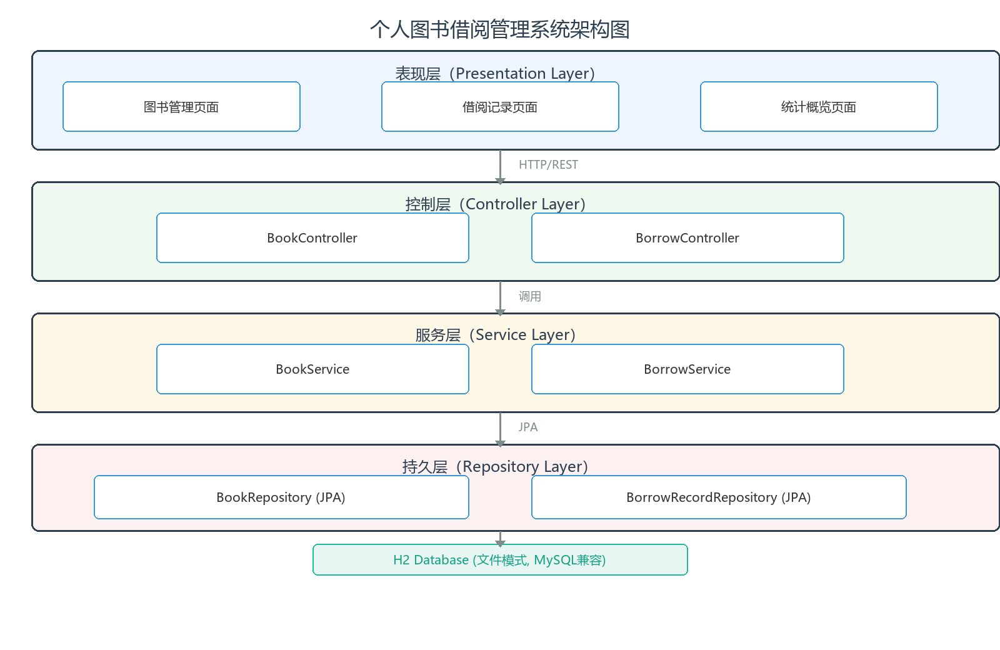 个人图书借阅管理系统架构图
表现层（Presentation Layer）
图书管理页面
借阅记录页面
统计概览页面
HTTP/REST
控制层（Controller Layer）
BookController
BorrowController
调用
服务层（Service Layer）
BookService
BorrowService
JPA
持久层（Repository Layer）
BookRepository (JPA)
BorrowRecordRepository (JPA)
H2 Database (文件模式, MySQL兼容)